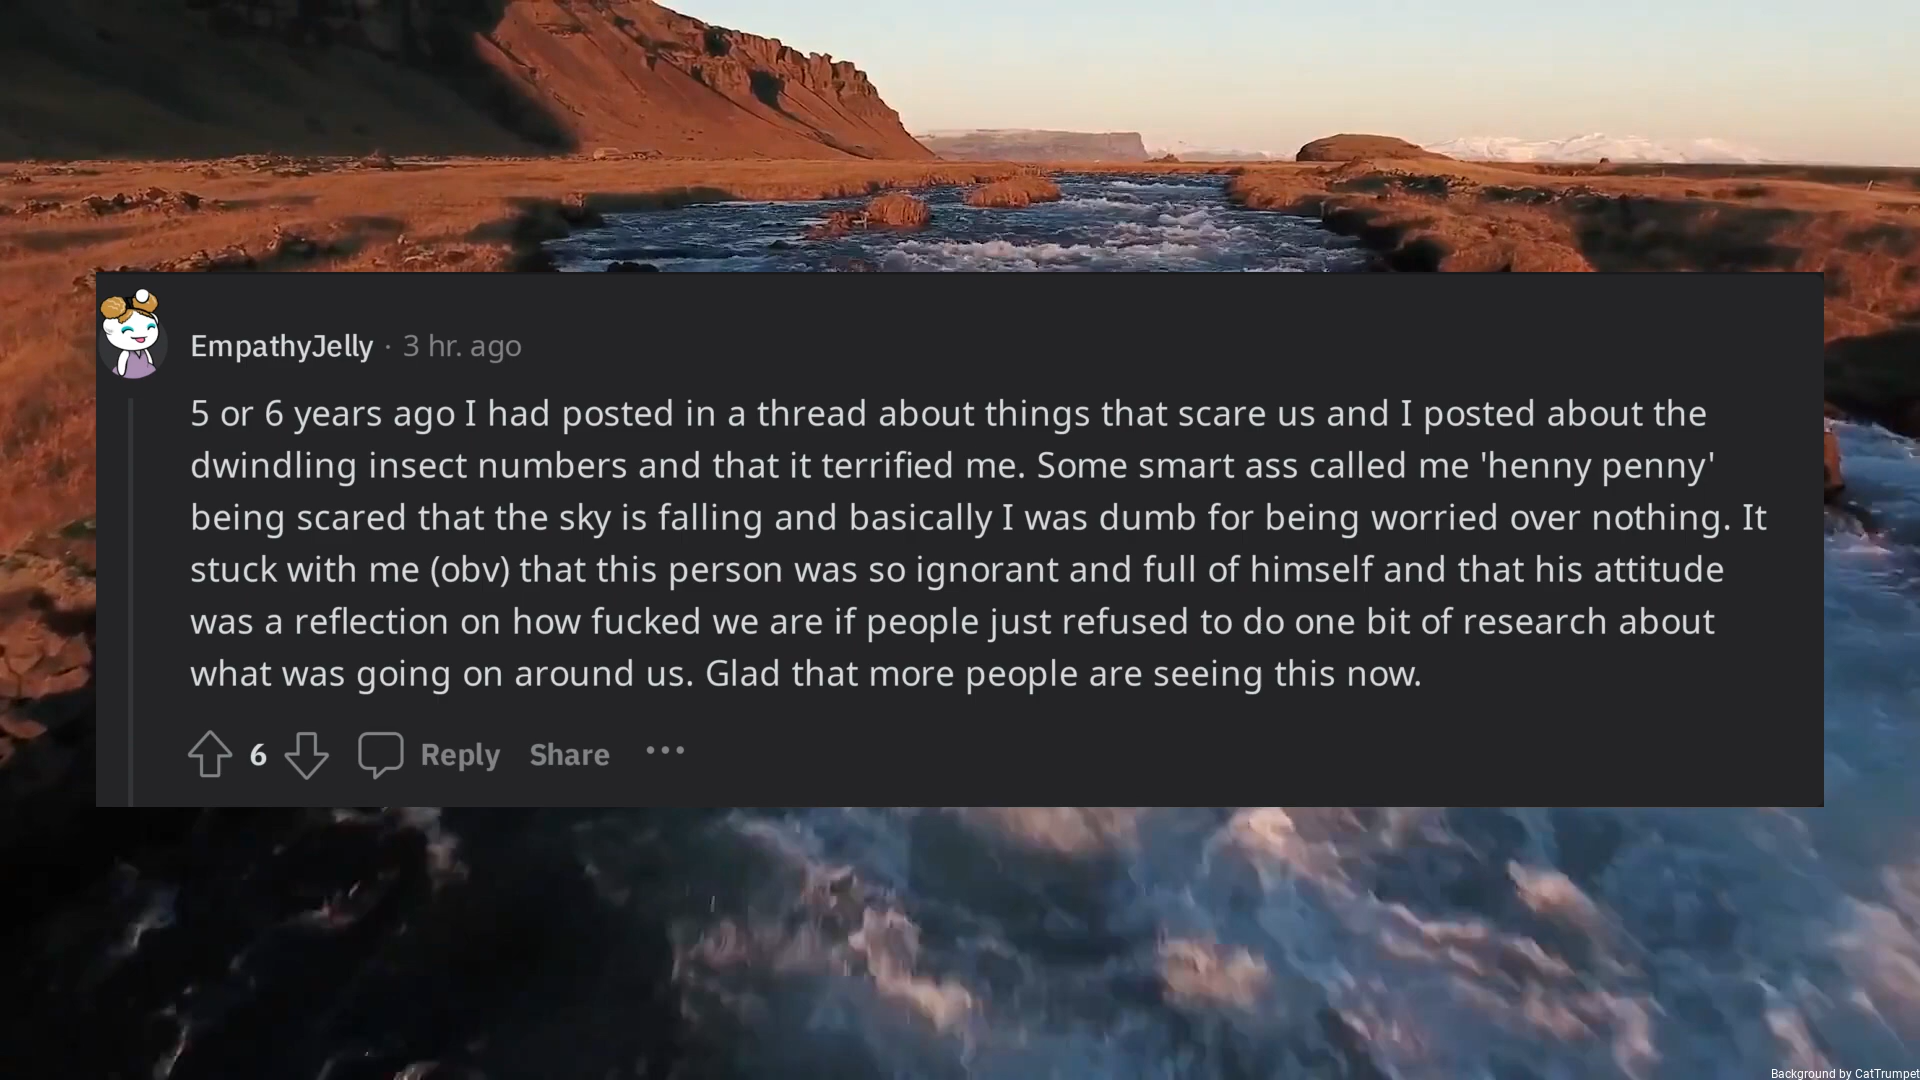 EmpathyJelly · 3 hr. ago
5 or 6 years ago I had posted in a thread about things that scare us and I posted about the
dwindling insect numbers and that it terrified me. Some smart ass called me 'henny penny'
being scared that the sky is falling and basically I was dumb for being worried over nothing. It
stuck with me (obv) that this person was so ignorant and full of himself and that his attitude
was a reflection on how fucked we are if people just refused to do one bit of research about
what was going on around us. Glad that more people are seeing this now.
6 Reply Share
Background by CatTrumpet